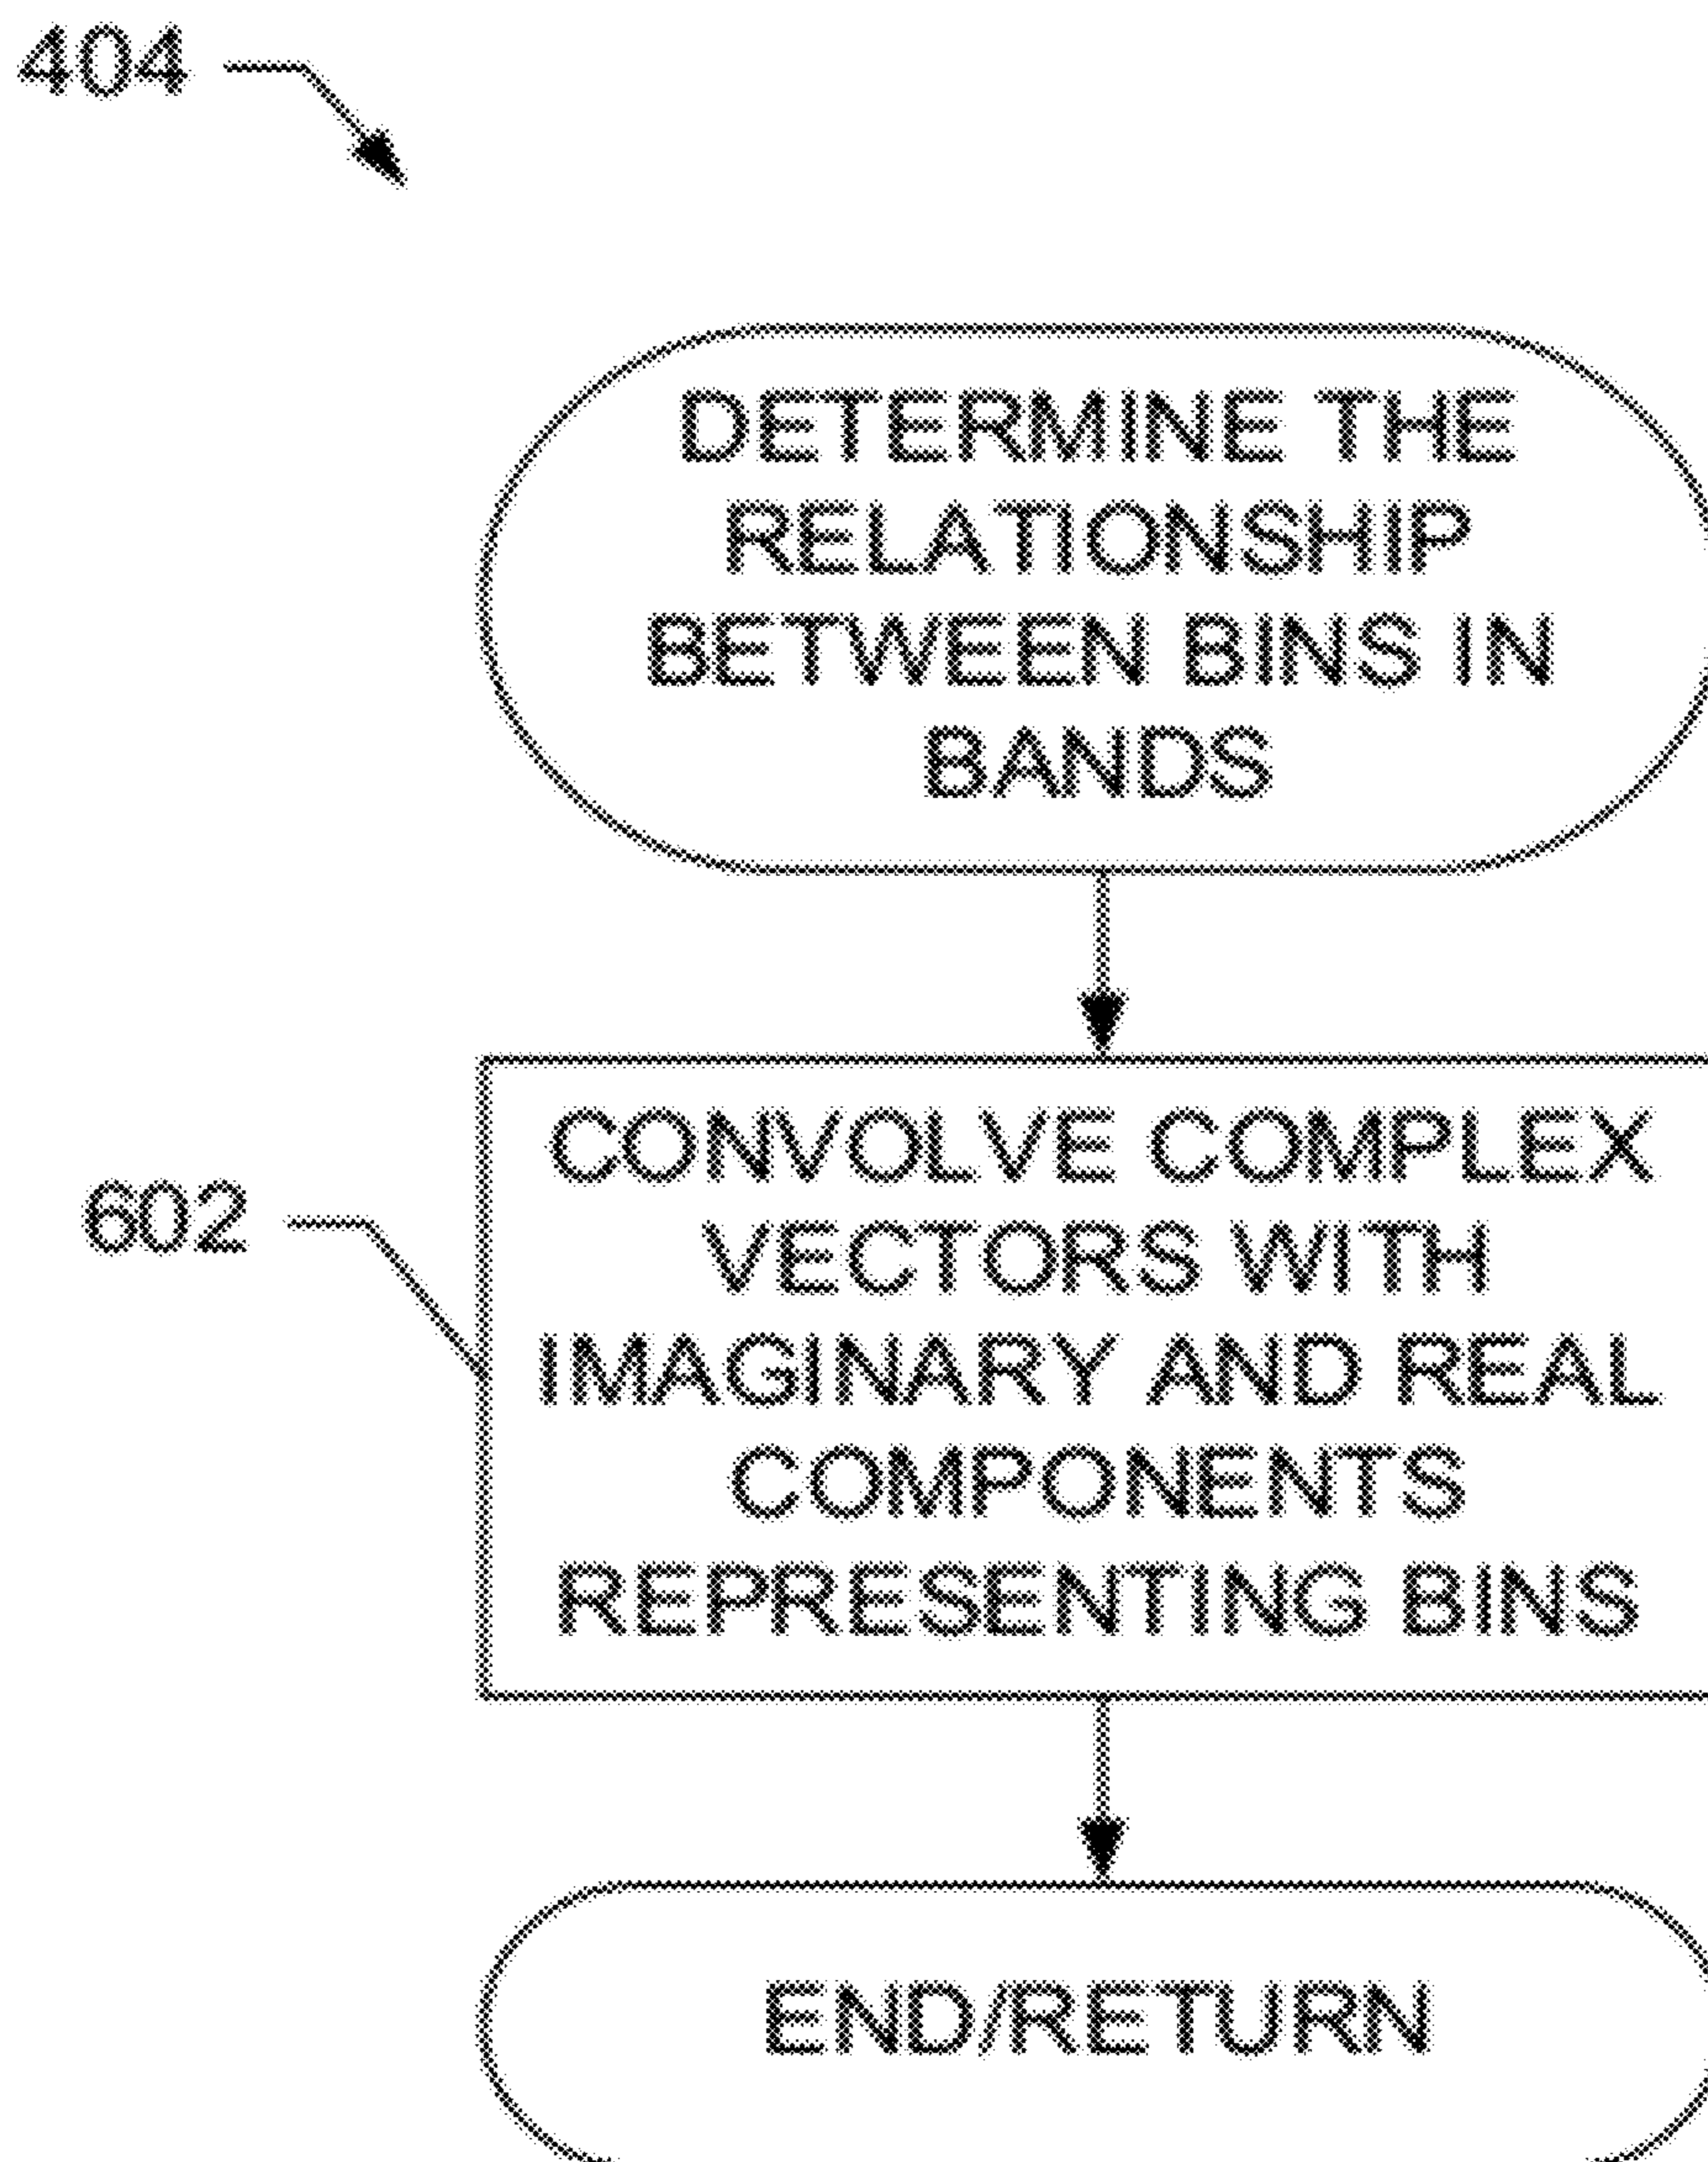 404
DETERMINE THE
RELATIONSHIP
BETWEEN BINS IN
BANDS
602
CONVOLVE COMPLEX
VECTORS WITH
IMAGINARY AND REAL
COMPONENTS
REPRESENTING BINS
END/RETURN